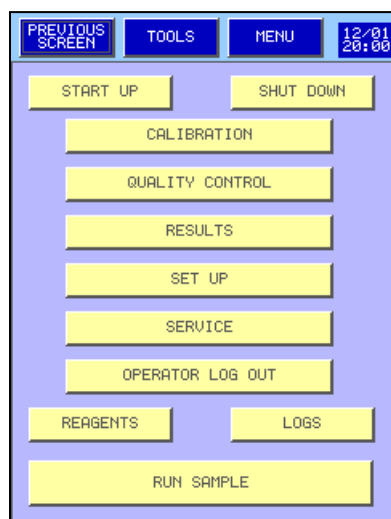 PREVIOUS
SCREEN
TOOLS
MENU
12/01
20:00
START UP
SHUT DOWN
CALIBRATION
QUALITY CONTROL
RESULTS
SET UP
SERVICE
OPERATOR LOG OUT
REAGENTS
LOGS
RUN SAMPLE